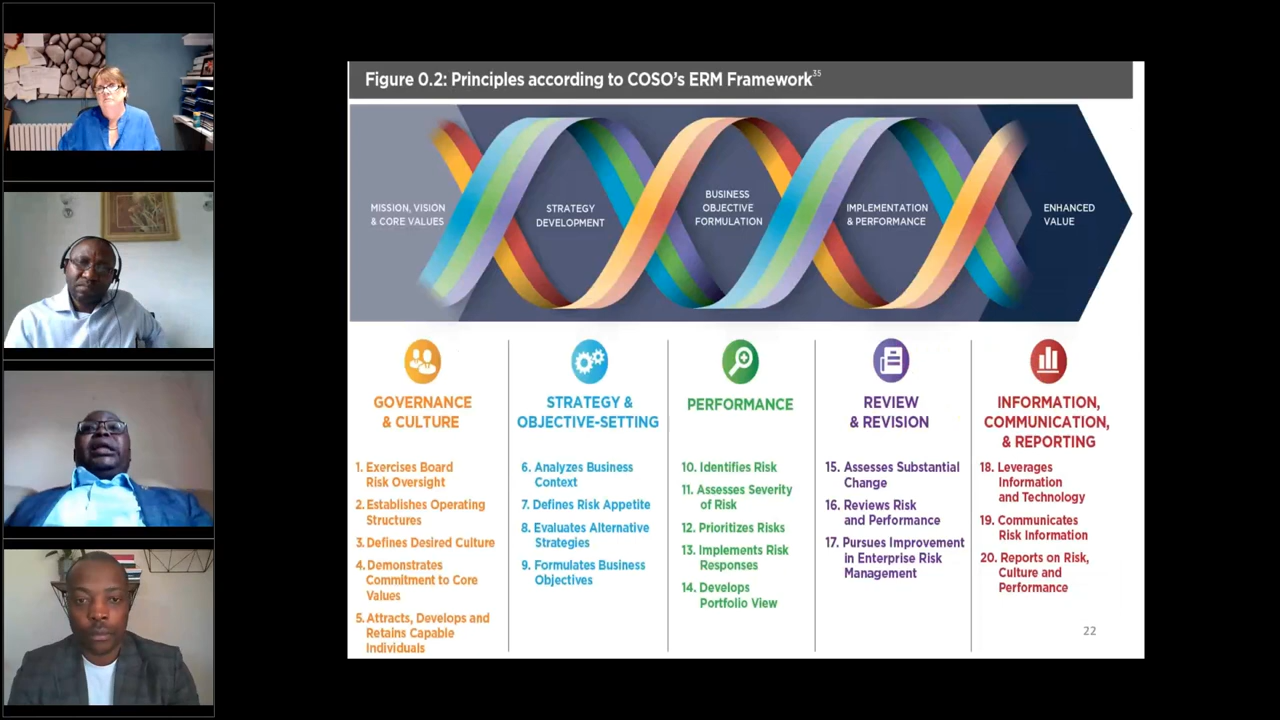 Figure 0.2: Principles according to COSO's ERM Framework35
MISSION, VISION
& CORE VALUES
STRATEGY
DEVELOPMENT
BUSINESS
OBJECTIVE
FORMULATION
IMPLEMENTATION
& PERFORMANCE
ENHANCED
VALUE
GOVERNANCE
& CULTURE
1. Exercises Board
Risk Oversight
2. Establishes Operating
Structures
3. Defines Desired Culture
4. Demonstrates
Commitment to Core
Values
5. Attracts, Develops and
Retains Capable
Individuals
STRATEGY &
OBJECTIVE-SETTING
6. Analyzes Business
Context
7. Defines Risk Appetite
8. Evaluates Alternative
Strategies
9. Formulates Business
Objectives
PERFORMANCE
10. Identifies Risk
11. Assesses Severity
of Risk
12. Prioritizes Risks
13. Implements Risk
Responses
14. Develops
Portfolio View
REVIEW
& REVISION
15. Assesses Substantial
Change
16. Reviews Risk
and Performance
17. Pursues Improvement
in Enterprise Risk
Management
INFORMATION,
COMMUNICATION,
& REPORTING
18. Leverages
Information
and Technology
19. Communicates
Risk Information
20. Reports on Risk,
Culture and
Performance
22